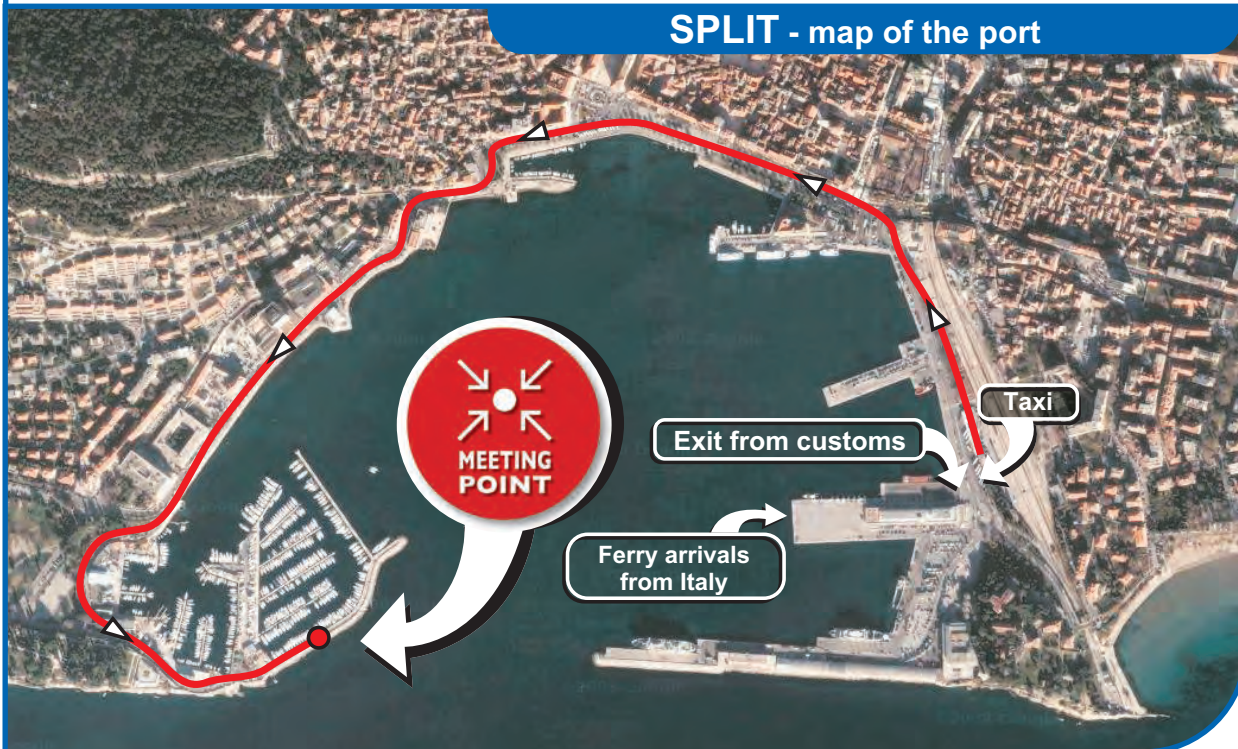 SPLIT - map of the port
Taxi
Exit from customs
MEETING
POINT
Ferry arrivals
from Italy